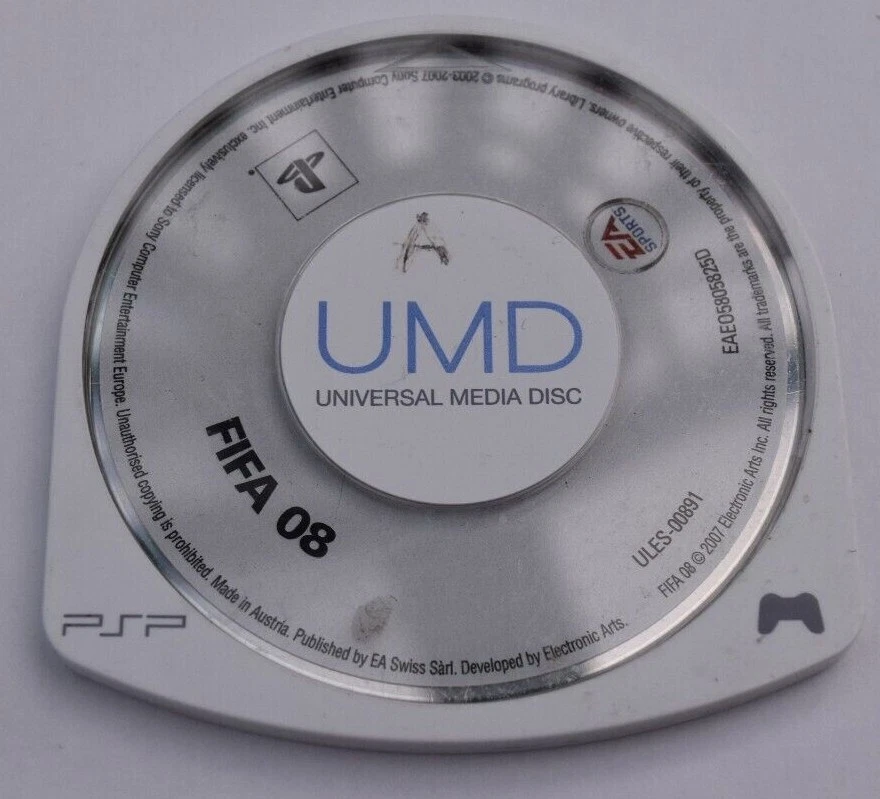 A
UMD
UNIVERSAL MEDIA DISC
EA
SPORTS
EAE05805825D
FIFA 08
ULES-00891
PSP
Library programs © 2003-2007 Sony Computer Entertainment Inc. exclusively licensed to Sony Computer Entertainment Europe. Unauthorised copying is prohibited. Made in Austria. Published by EA Swiss Sàrl. Developed by Electronic Arts.
FIFA 08 © 2007 Electronic Arts Inc. All rights reserved. All trademarks are the property of their respective owners.